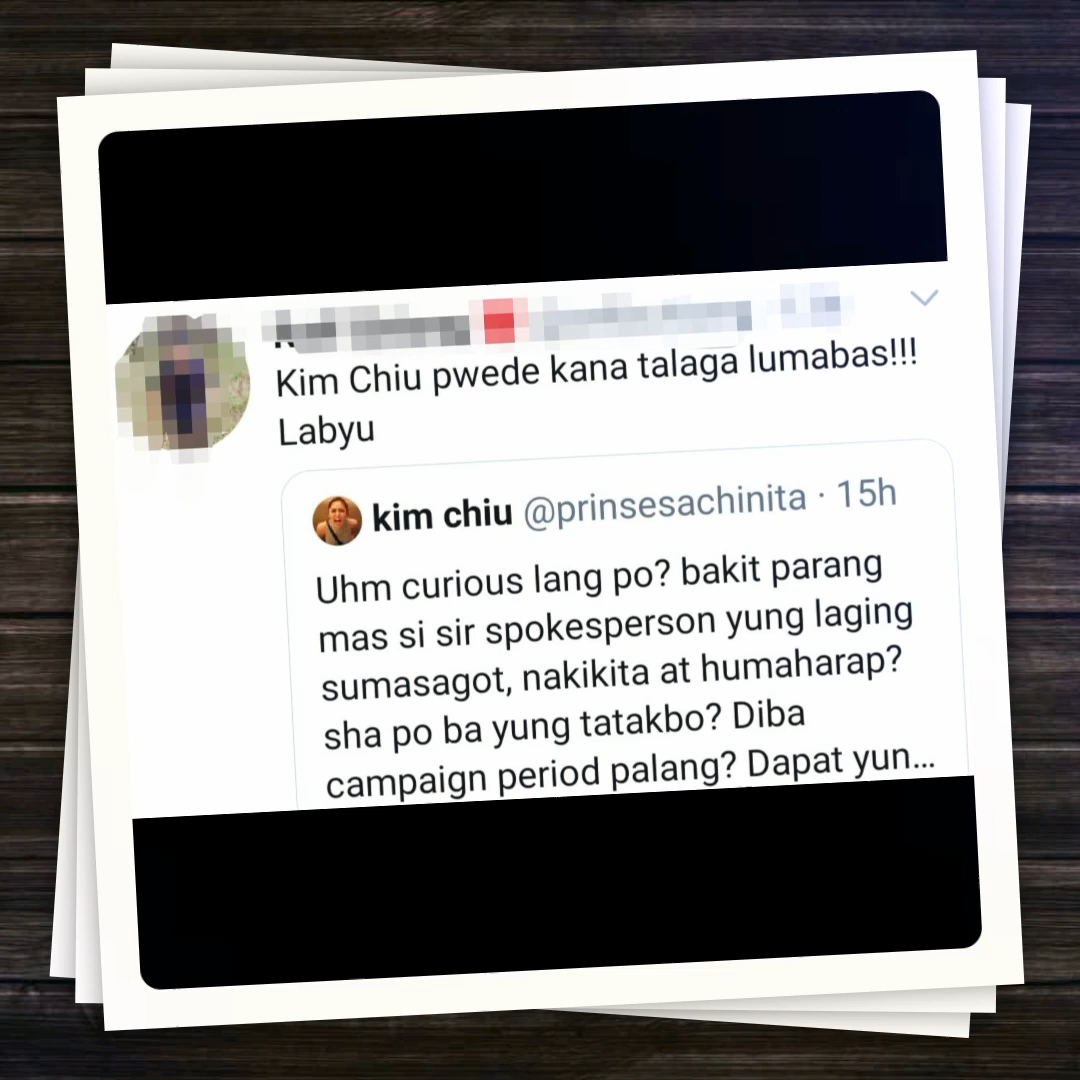 Kim Chiu pwede kana talaga lumabas!!!
Labyu
kim chiu @prinsesachinita · 15h
Uhm curious lang po? bakit parang
mas si sir spokesperson yung laging
sumasagot, nakikita at humaharap?
sha po ba yung tatakbo? Diba
campaign period palang? Dapat yun...